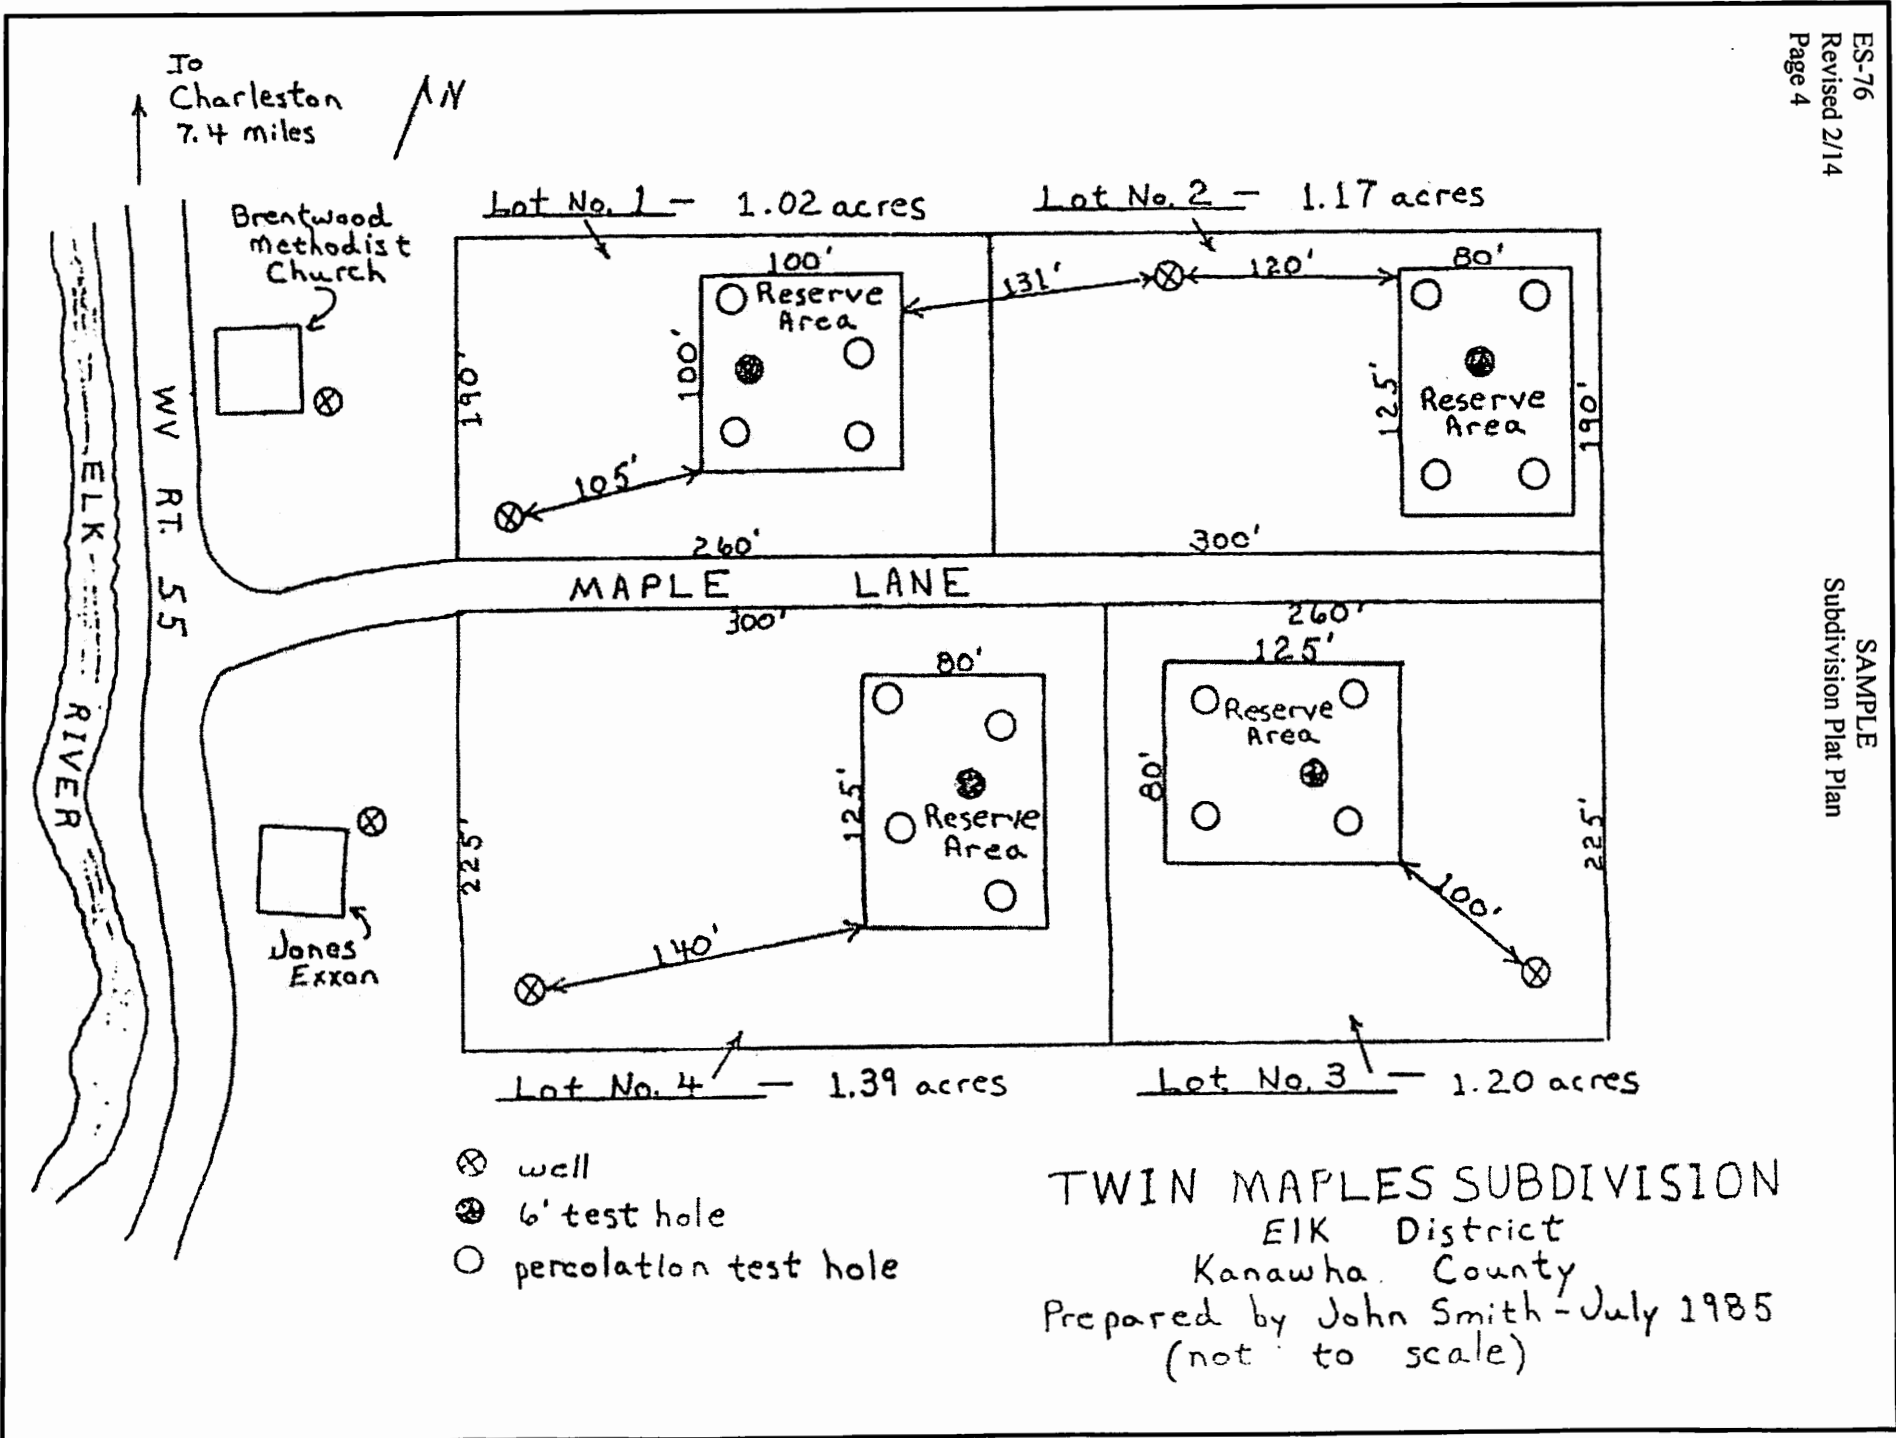 ES-76
Revised 2/14
Page 4
SAMPLE
Subdivision Plat Plan
To
Charleston
7.4 miles
N
Brentwood
Methodist
Church
WV RT. 55
ELK RIVER
Jones
Exxon
Lot No. 1 - 1.02 acres
Lot No. 2 - 1.17 acres
100'
Reserve
Area
100'
190'
105'
260'
131'
120'
80'
125'
Reserve
Area
190'
300'
MAPLE LANE
300'
260'
80'
125'
Reserve
Area
225'
140'
125'
Reserve
Area
80'
225'
100'
Lot No. 4 - 1.39 acres
Lot No. 3 - 1.20 acres
well
6' test hole
percolation test hole
TWIN MAPLES SUBDIVISION
Elk District
Kanawha County
Prepared by John Smith - July 1985
(not to scale)